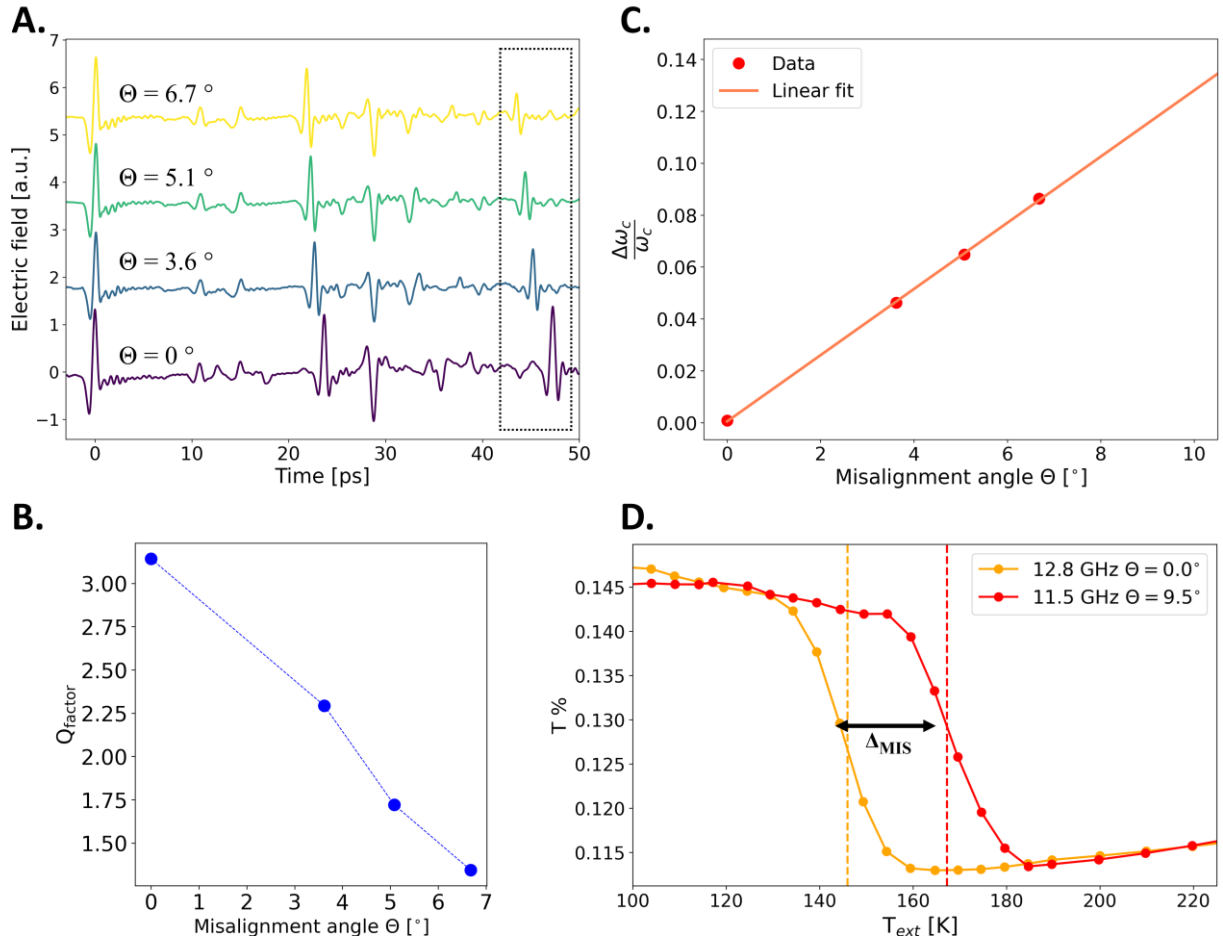 A.
7
6
5
4
3
2
1
0
−1
Electric field [a.u.]
Θ = 6.7 °
Θ = 5.1 °
Θ = 3.6 °
Θ = 0 °
0 10 20 30 40 50
Time [ps]
C.
0.14
0.12
0.10
0.08
0.06
0.04
0.02
0.00
Δω_c / ω_c
Data
Linear fit
0 2 4 6 8 10
Misalignment angle Θ [°]
B.
3.00
2.75
2.50
2.25
2.00
1.75
1.50
Q_factor
0 1 2 3 4 5 6 7
Misalignment angle Θ [°]
D.
0.145
0.140
0.135
0.130
0.125
0.120
0.115
T %
12.8 GHz Θ = 0.0°
11.5 GHz Θ = 9.5°
Δ_MIS
100 120 140 160 180 200 220
T_ext [K]